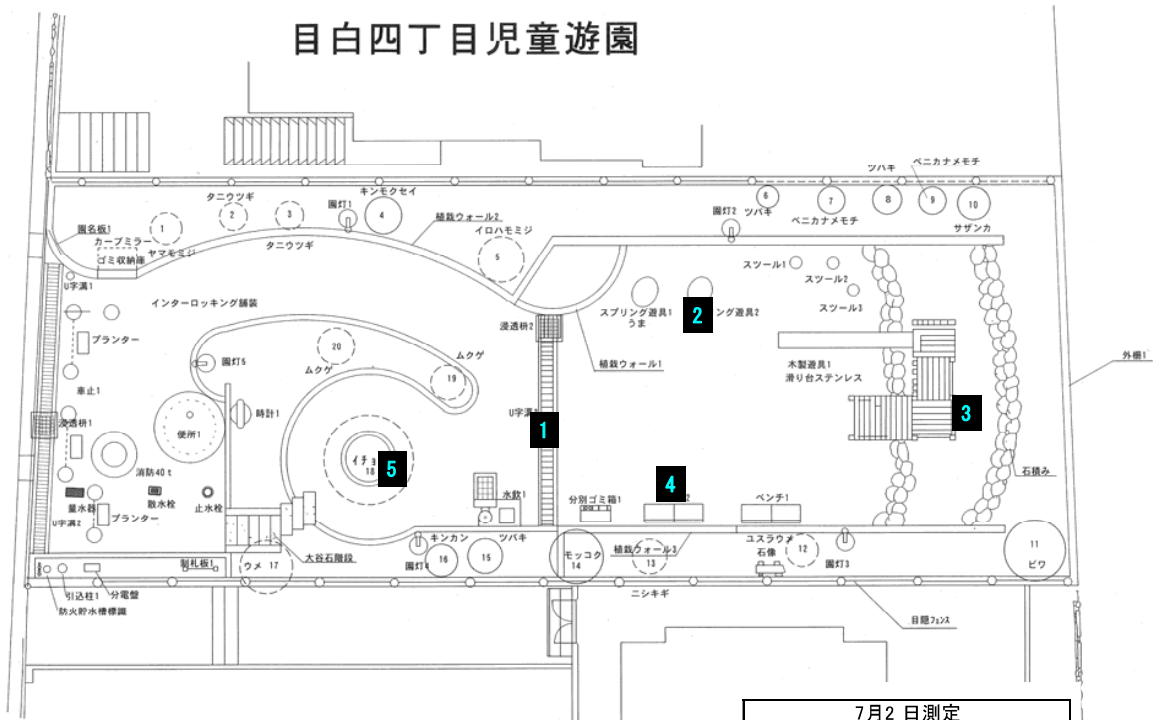 目白四丁目児童遊園
ツバキ
ベニカナメモチ
キンモクセイ
タニウツギ
園灯1
植栽ウォール2
園灯2
ツバキ
ベニカナメモチ
サザンカ
1
2
3
4
5
6
7
8
9
10
園名板1
カーブミラー
ゴミ収納庫
ヤマモミジ
タニウツギ
イロハモミジ
スツール1
スツール2
スツール3
U字溝1
インターロッキング舗装
スプリング遊具1
うま
2
ング遊具2
浸透桝2
プランター
園灯5
20
ムクゲ
ムクゲ
19
植栽ウォール1
木製遊具1
滑り台ステンレス
外柵1
車止1
時計1
U字溝
1
3
浸透桝1
便所1
イチョ
18
5
消防40t
石積み
量水器
散水栓
止水栓
水飲1
分別ゴミ箱1
4
2
ベンチ1
U字溝2
プランター
大谷石階段
キンカン
ツバキ
モッコク
14
植栽ウォール3
13
ユスラウメ
石像
12
園灯3
11
ビワ
制札板1
ウメ 17
園灯4
16
15
引込柱1
分電盤
防火貯水槽標識
ニシキギ
目隠フェンス
7月2 日測定